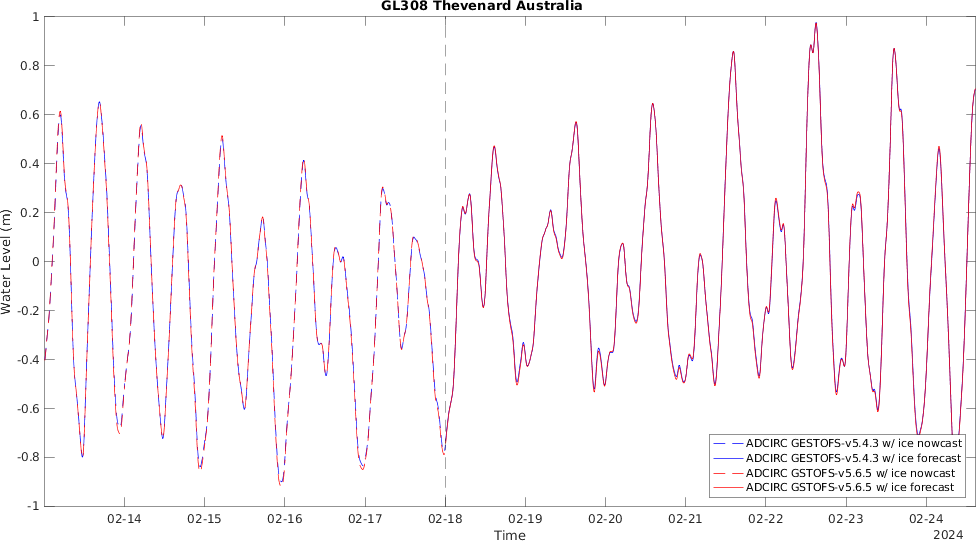 GL308 Thevenard Australia
1
0.8
0.6
0.4
0.2
0
-0.2
-0.4
-0.6
-0.8
-1
Water Level (m)
02-14 02-15 02-16 02-17 02-18 02-19 02-20 02-21 02-22 02-23 02-24
Time
2024
ADCIRC GESTOFS-v5.4.3 w/ ice nowcast
ADCIRC GESTOFS-v5.4.3 w/ ice forecast
ADCIRC GSTOFS-v5.6.5 w/ ice nowcast
ADCIRC GSTOFS-v5.6.5 w/ ice forecast